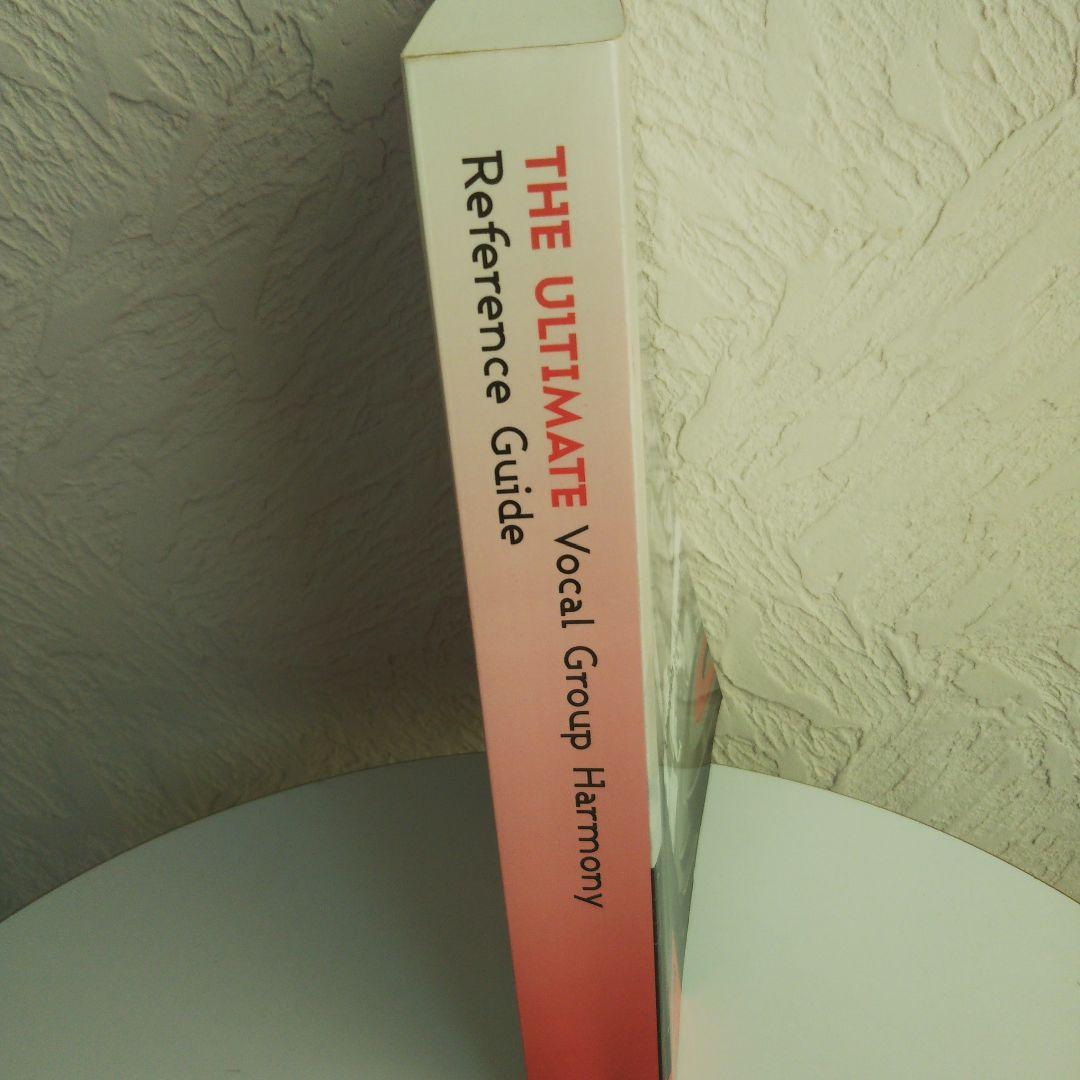 THE ULTIMATE Vocal Group Harmony
Reference Guide